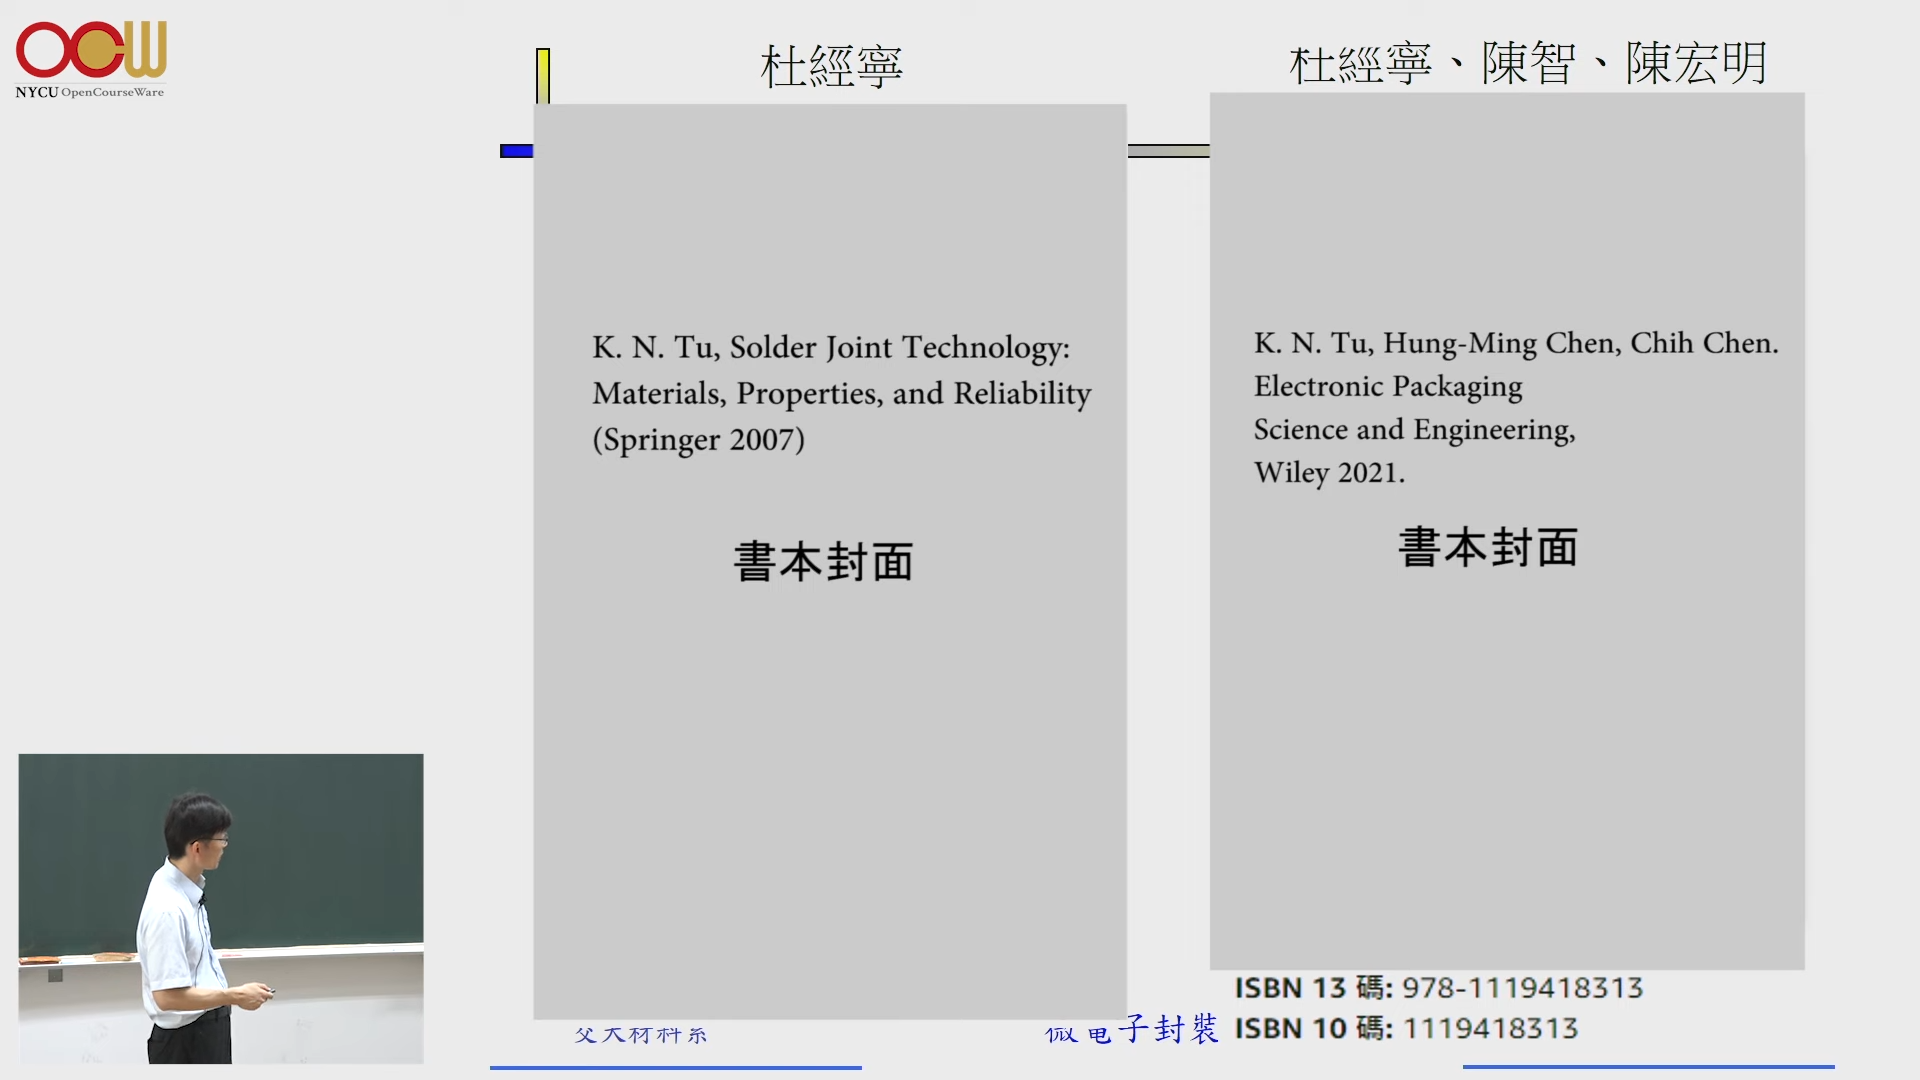 OCW
NYCU OpenCourseWare
杜經寧
杜經寧、陳智、陳宏明
K. N. Tu, Solder Joint Technology:
Materials, Properties, and Reliability
(Springer 2007)
書本封面
K. N. Tu, Hung-Ming Chen, Chih Chen.
Electronic Packaging
Science and Engineering,
Wiley 2021.
書本封面
ISBN 13 碼: 978-1119418313
ISBN 10 碼: 1119418313
交大材料系
微電子封裝